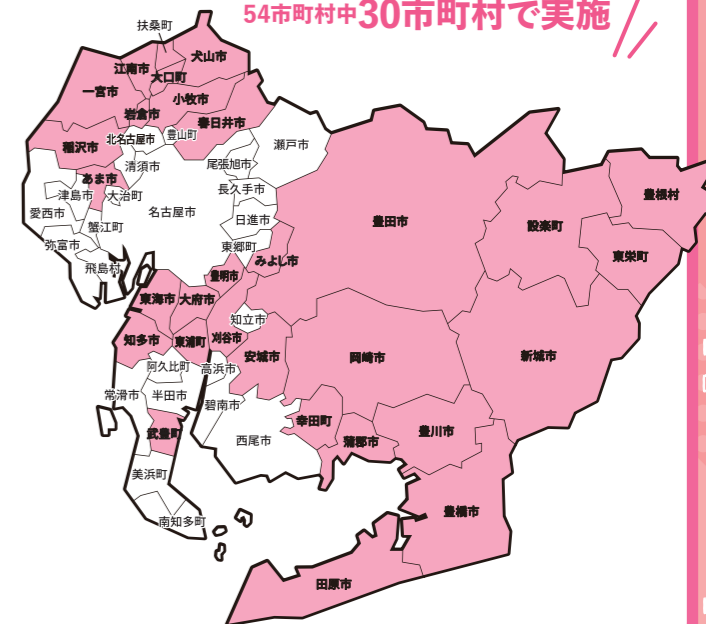 54市町村中30市町村で実施
扶桑町
犬山市
江南市
大口町
一宮市
小牧市
岩倉市
春日井市
北名古屋市
豊山町
稲沢市
瀬戸市
清須市
尾張旭市
あま市
長久手市
津島市
大治町
愛西市
名古屋市
日進市
蟹江町
弥富市
東郷町
飛島村
みよし市
豊明市
豊田市
設楽町
豊根村
東栄町
東海市
大府市
知立市
知多市
東浦町
刈谷市
安城市
岡崎市
新城市
阿久比町
高浜市
常滑市
半田市
碧南市
武豊町
西尾市
幸田町
蒲郡市
豊川市
美浜町
南知多町
豊橋市
田原市